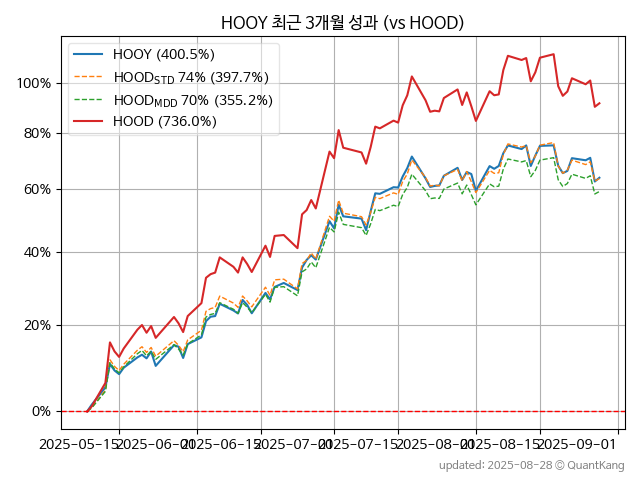 HOOY 최근 3개월 성과 (vs HOOD)
HOOY (400.5%)
HOOD_STD 74% (397.7%)
HOOD_MDD 70% (355.2%)
HOOD (736.0%)
100%
80%
60%
40%
20%
0%
2025-05-15 2025-06-01 2025-06-15 2025-07-01 2025-07-15 2025-08-01 2025-08-15 2025-09-01
updated: 2025-08-28 © QuantKang